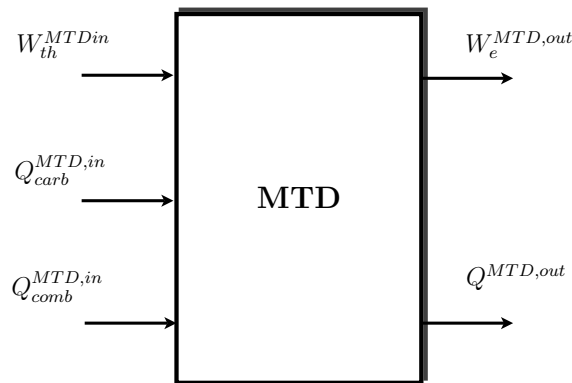 W_{th}^{MTDin}
W_{e}^{MTD,out}
Q_{carb}^{MTD,in}
MTD
Q_{comb}^{MTD,in}
Q^{MTD,out}